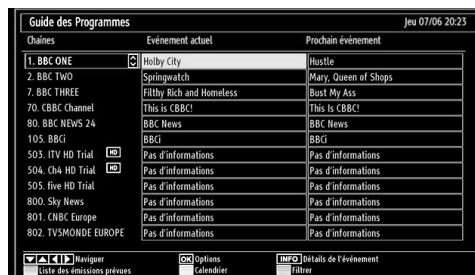 Guide des Programmes Jeu 07/06 20:23
Chaînes Evénement actuel Prochain événement
1. BBC ONE Holby City Hustle
2. BBC TWO Springwatch Mary, Queen of Shops
7. BBC THREE Filthy Rich and Homeless Bust My Ass
70. CBBC Channel This is CBBC! This Is CBBC!
80. BBC NEWS 24 BBC News BBC News
105. BBCi BBCi BBCi
503. ITV HD Trial HD Pas d'informations Pas d'informations
504. Ch4 HD Trial HD Pas d'informations Pas d'informations
505. five HD Trial Pas d'informations Pas d'informations
800. Sky News Pas d'informations Pas d'informations
801. CNBC Europe Pas d'informations Pas d'informations
802. TV5MONDE EUROPE Pas d'informations Pas d'informations
Naviguer OK Options INFO Détails de l'événement
Liste des émissions prévues Calendrier Filtrer